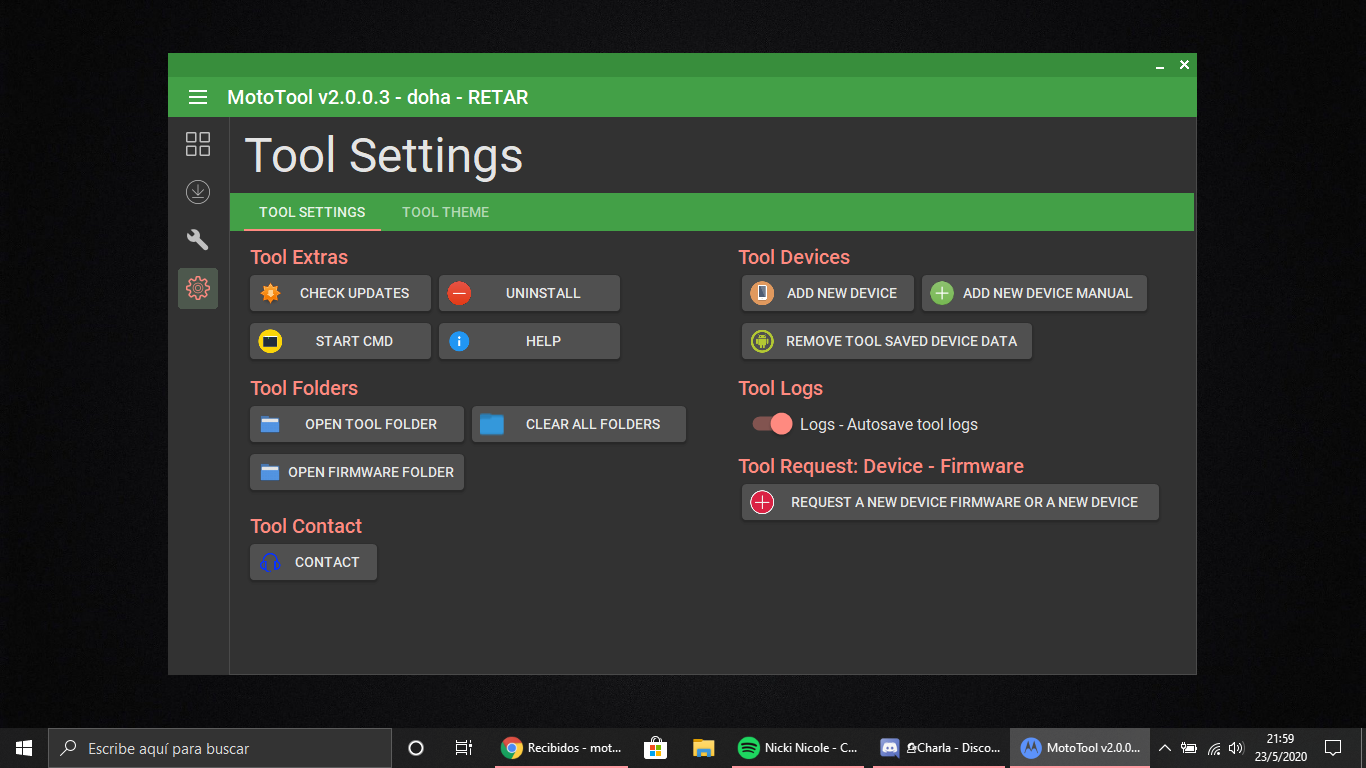 MotoTool v2.0.0.3 - doha - RETAR
Tool Settings
TOOL SETTINGS
TOOL THEME
Tool Extras
CHECK UPDATES
UNINSTALL
START CMD
HELP
Tool Folders
OPEN TOOL FOLDER
CLEAR ALL FOLDERS
OPEN FIRMWARE FOLDER
Tool Contact
CONTACT
Tool Devices
ADD NEW DEVICE
ADD NEW DEVICE MANUAL
REMOVE TOOL SAVED DEVICE DATA
Tool Logs
Logs - Autosave tool logs
Tool Request: Device - Firmware
REQUEST A NEW DEVICE FIRMWARE OR A NEW DEVICE
Escribe aquí para buscar
Recibidos - mot...
Nicki Nicole - C...
Charla - Disco...
MotoTool v2.0.0...
21:59
23/5/2020